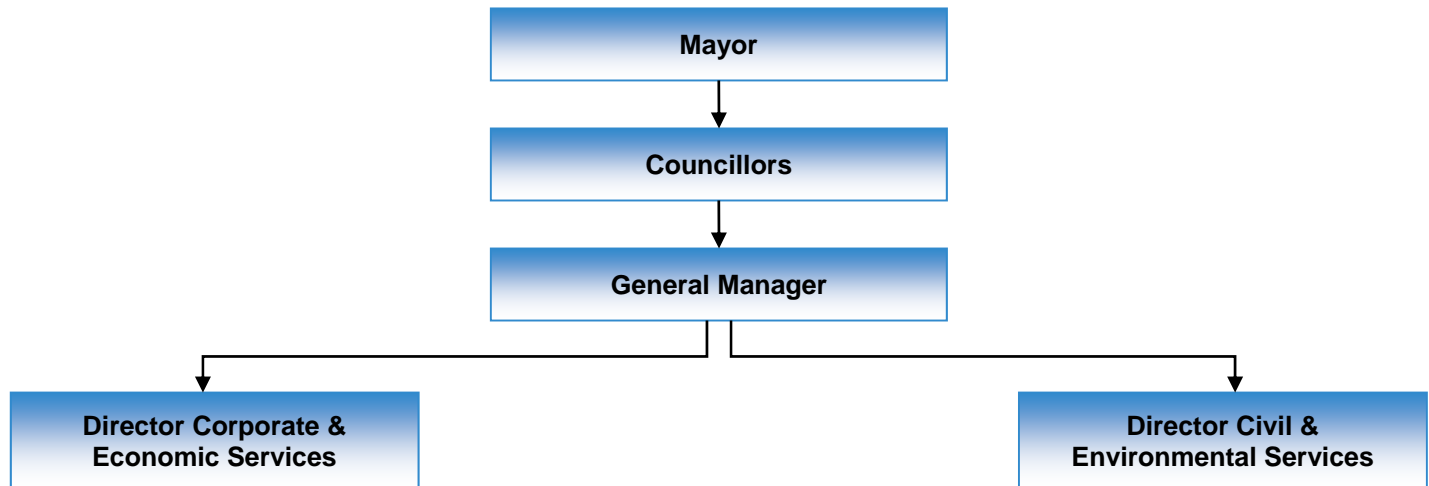 Mayor
Councillors
General Manager
Director Corporate &
Economic Services
Director Civil &
Environmental Services